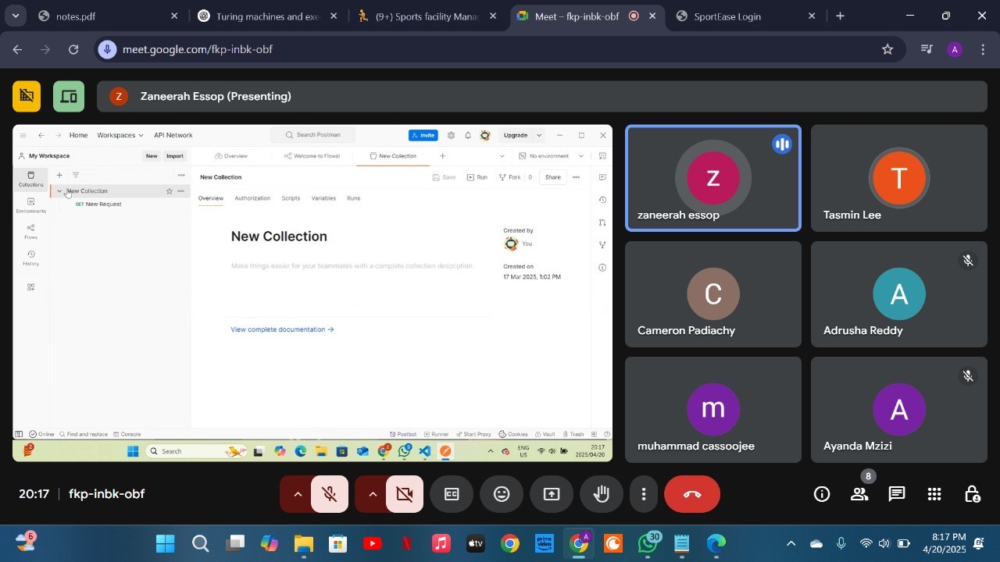 notes.pdf
Turing machines and exe
(9+) Sports facility Mana
Meet – fkp-inbk-obf
SportEase Login
meet.google.com/fkp-inbk-obf
A
Z
Zaneerah Essop (Presenting)
Home
Workspaces
API Network
Search Postman
Invite
Upgrade
My Workspace
New
Import
Overview
Welcome to Flows!
New Collection
No environment
Collections
New Collection
Save
Run
Fork
0
Share
New Collection
Overview
Authorization
Scripts
Variables
Runs
Environments
GET New Request
Flows
New Collection
Created by
You
History
Make things easier for your teammates with a complete collection description.
Created on
17 Mar 2025, 1:02 PM
View complete documentation →
Online
Find and replace
Console
Postbot
Runner
Start Proxy
Cookies
Vault
Trash
Search
ENG
US
20:17
2025/04/20
z
zaneerah essop
T
Tasmin Lee
C
Cameron Padiachy
A
Adriana Reddy
m
muhammad cassoojee
A
Ayanda Mzizi
20:17
fkp-inbk-obf
CC
8
6
tv
prime video
A
30
8:17 PM
4/20/2025